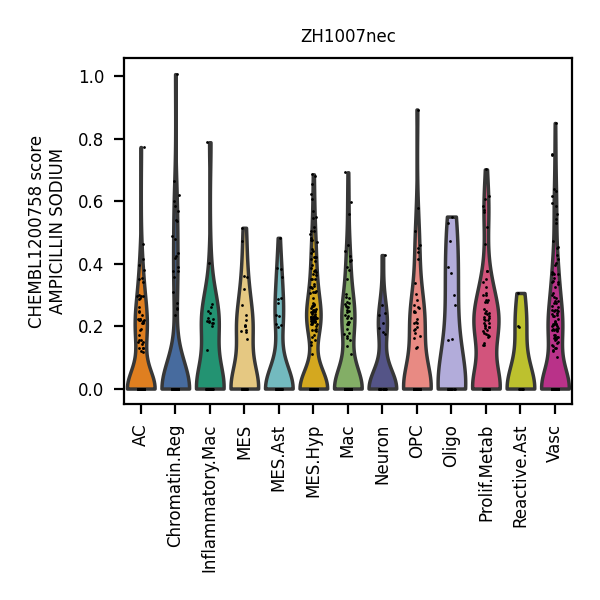 ZH1007nec
CHEMBL1200758 score
AMPICILLIN SODIUM
1.0
0.8
0.6
0.4
0.2
0.0
AC
Chromatin.Reg
Inflammatory.Mac
MES
MES.Ast
MES.Hyp
Mac
Neuron
OPC
Oligo
Prolif.Metab
Reactive.Ast
Vasc